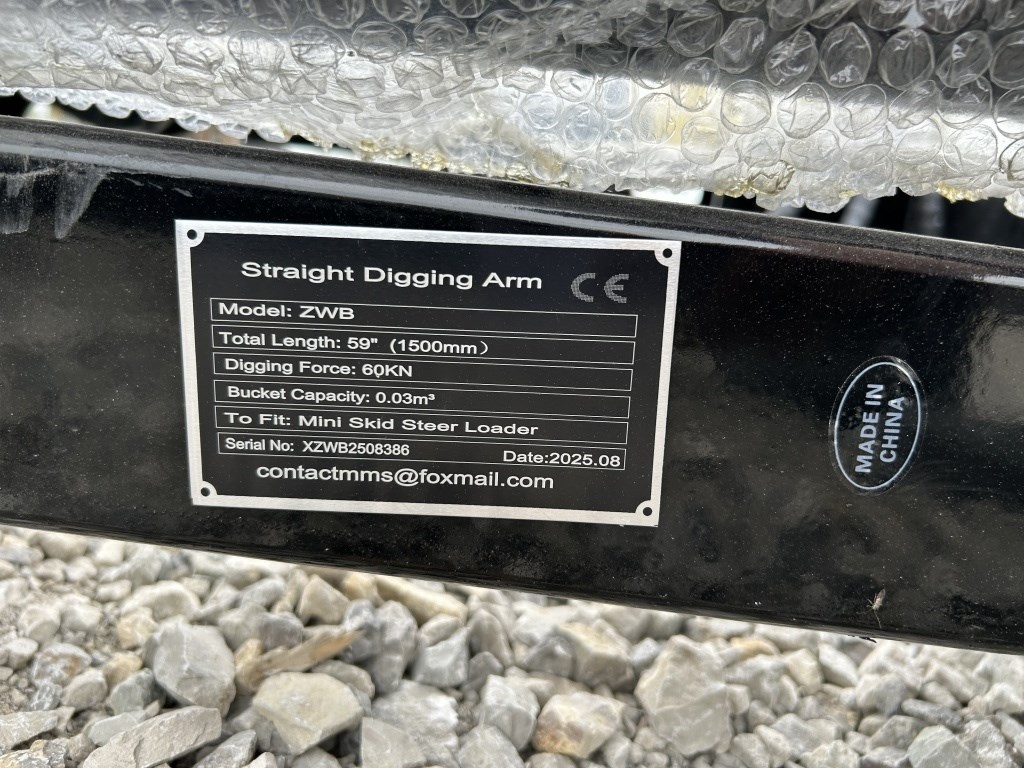 Straight Digging Arm CE
Model: ZWB
Total Length: 59" (1500mm）
Digging Force: 60KN
Bucket Capacity: 0.03m³
To Fit: Mini Skid Steer Loader
Serial No: XZWB2508386 Date:2025.08
contactmms@foxmail.com
MADE IN
CHINA